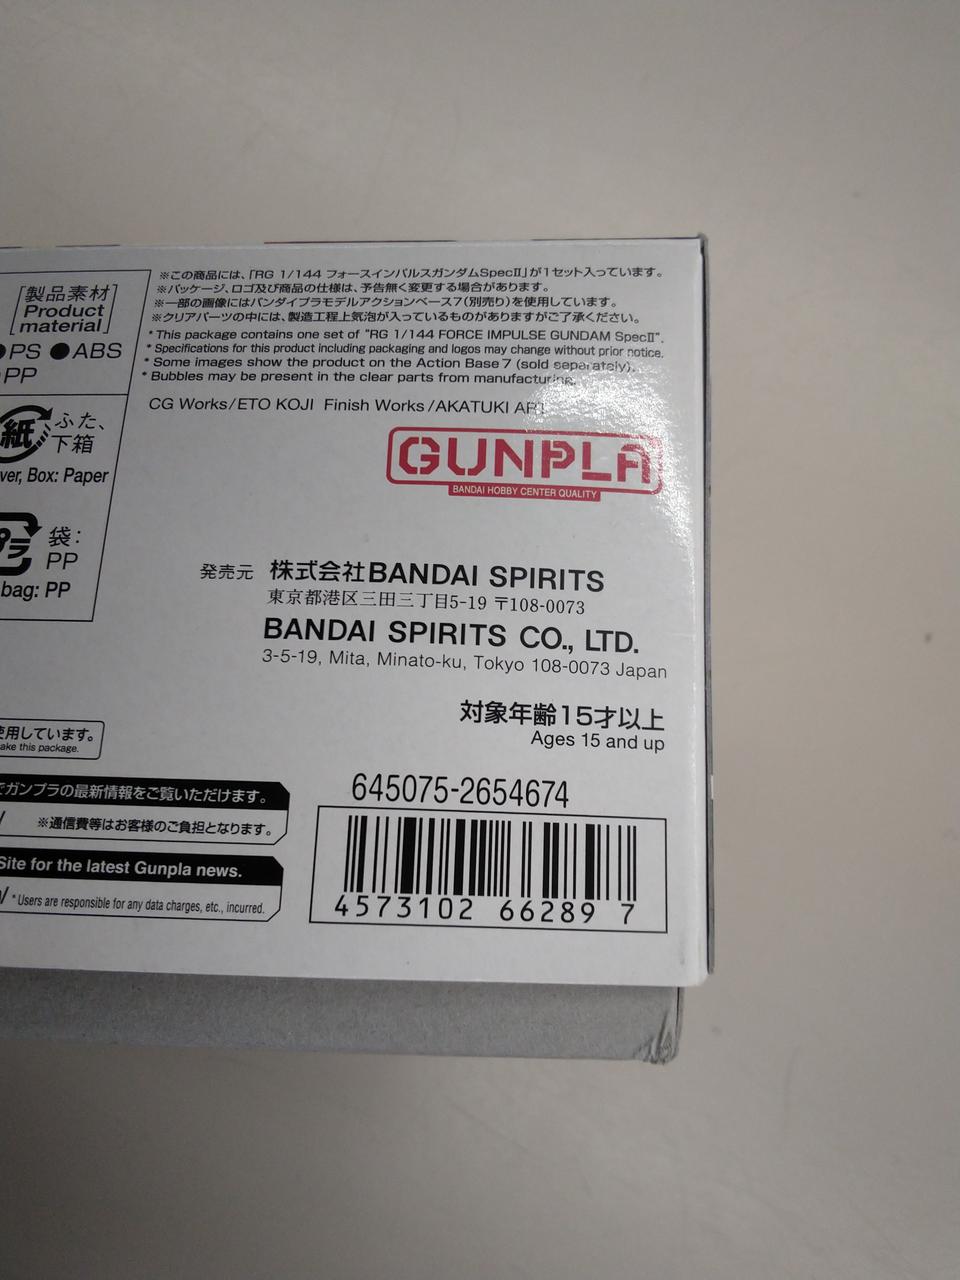 [製品素材]
Product
material
●PS ●ABS
PP
紙
ふた、
下箱
ver, Box: Paper
プラ
袋:
PP
bag: PP
使用しています。
ake this package.
でガンプラの最新情報をご覧いただけます。
/ ※通信費等はお客様のご負担となります。
Site for the latest Gunpla news.
/ * Users are responsible for any data charges, etc., incurred.
※この商品には、「RG 1/144 フォースインパルスガンダムSpecⅡ」が1セット入っています。
※パッケージ、ロゴ及び商品の仕様は、予告無く変更する場合があります。
※一部の画像にはバンダイプラモデルアクションベース7(別売り)を使用しています。
※クリアパーツの中には、製造工程上気泡が入っているものがありますがご了承ください。
* This package contains one set of "RG 1/144 FORCE IMPULSE GUNDAM SpecⅡ".
* Specifications for this product including packaging and logos may change without prior notice.
* Some images show the product on the Action Base 7 (sold separately).
* Bubbles may be present in the clear parts from manufacturing.
CG Works/ETO KOJI Finish Works/AKATUKI ART
GUNPLA
BANDAI HOBBY CENTER QUALITY
発売元 株式会社BANDAI SPIRITS
東京都港区三田三丁目5-19 〒108-0073
BANDAI SPIRITS CO., LTD.
3-5-19, Mita, Minato-ku, Tokyo 108-0073 Japan
対象年齢15才以上
Ages 15 and up
645075-2654674
4573102 66289 7